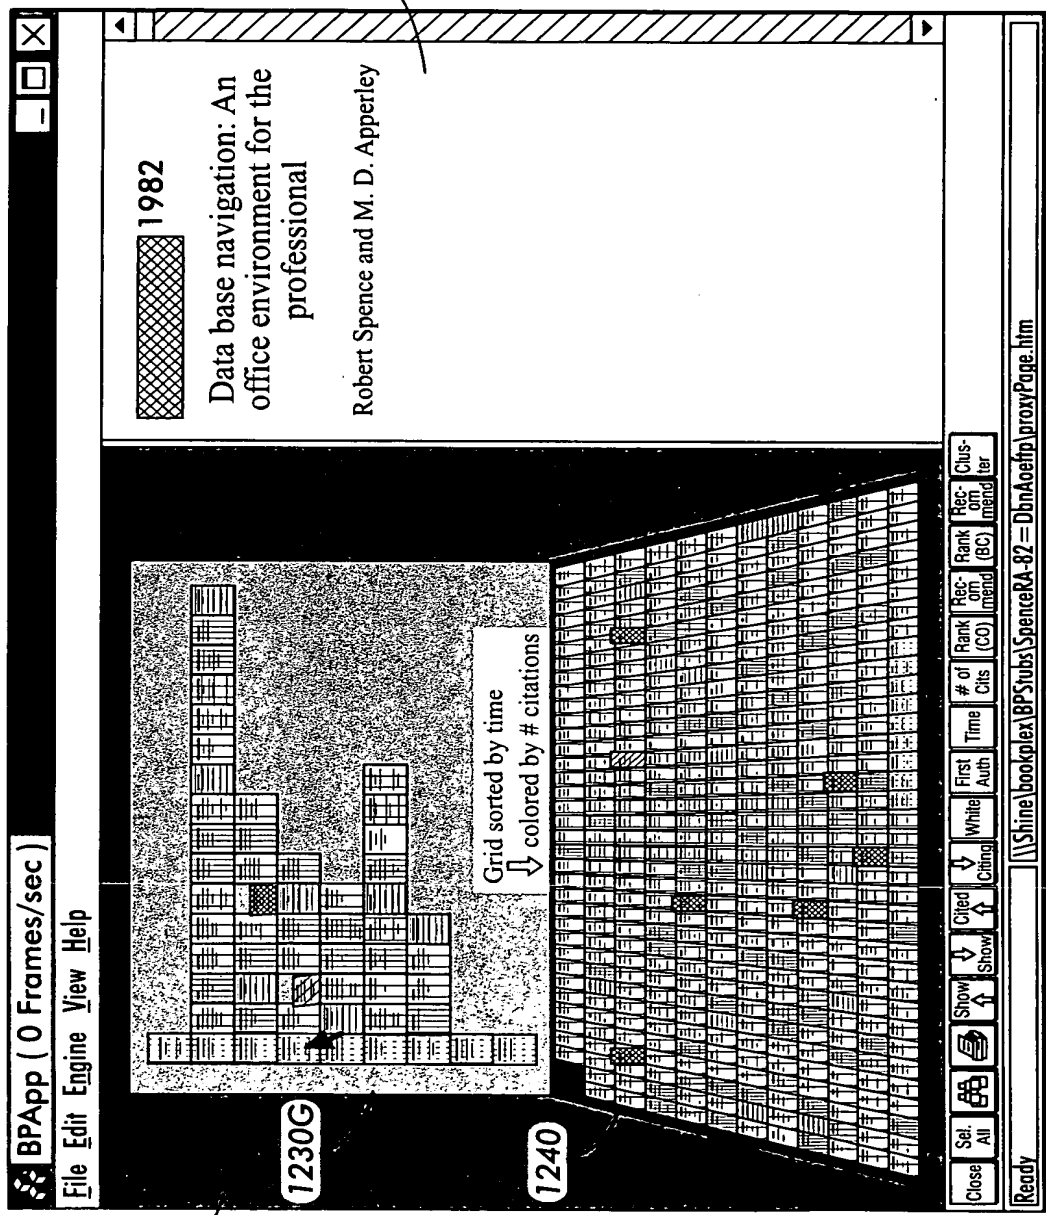 BPApp ( 0 Frames/sec )
File Edit Engine View Help
1230G
1240
Grid sorted by time
colored by # citations
1982
Data base navigation: An
office environment for the
professional
Robert Spence and M. D. Apperley
Close
Sel.
All
Show
Show
Cited
Citing
White
First
Auth
Time
# of
Cits
Rank
(CO)
Rec-
om
mend
Rank
(BC)
Rec-
om
mend
Clus-
ter
Ready
\\Shine\bookplex\BPStubs\SpenceRA-82 = DbnAoeftp\proxyPage.htm